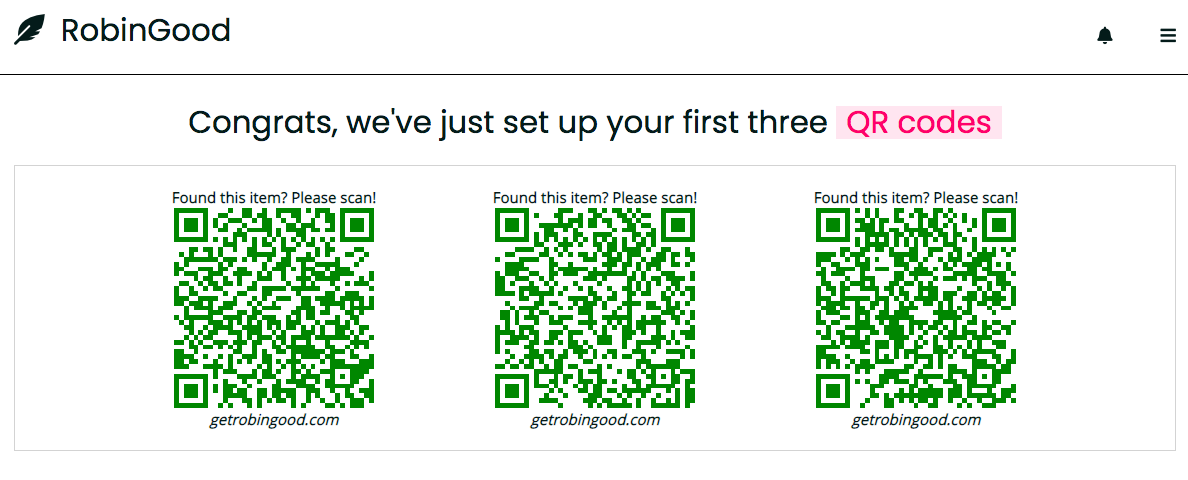 RobinGood
Congrats, we've just set up your first three QR codes
Found this item? Please scan! Found this item? Please scan! Found this item? Please scan!
getrobingood.com getrobingood.com getrobingood.com